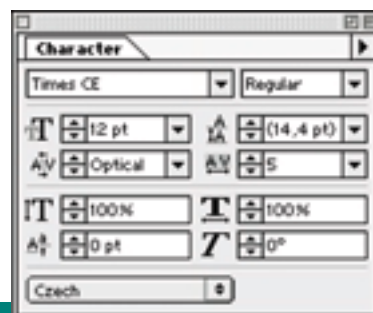 Character
Times CE Regular
12 pt (14,4 pt)
Optical 5
100% 100%
0 pt 0°
Czech